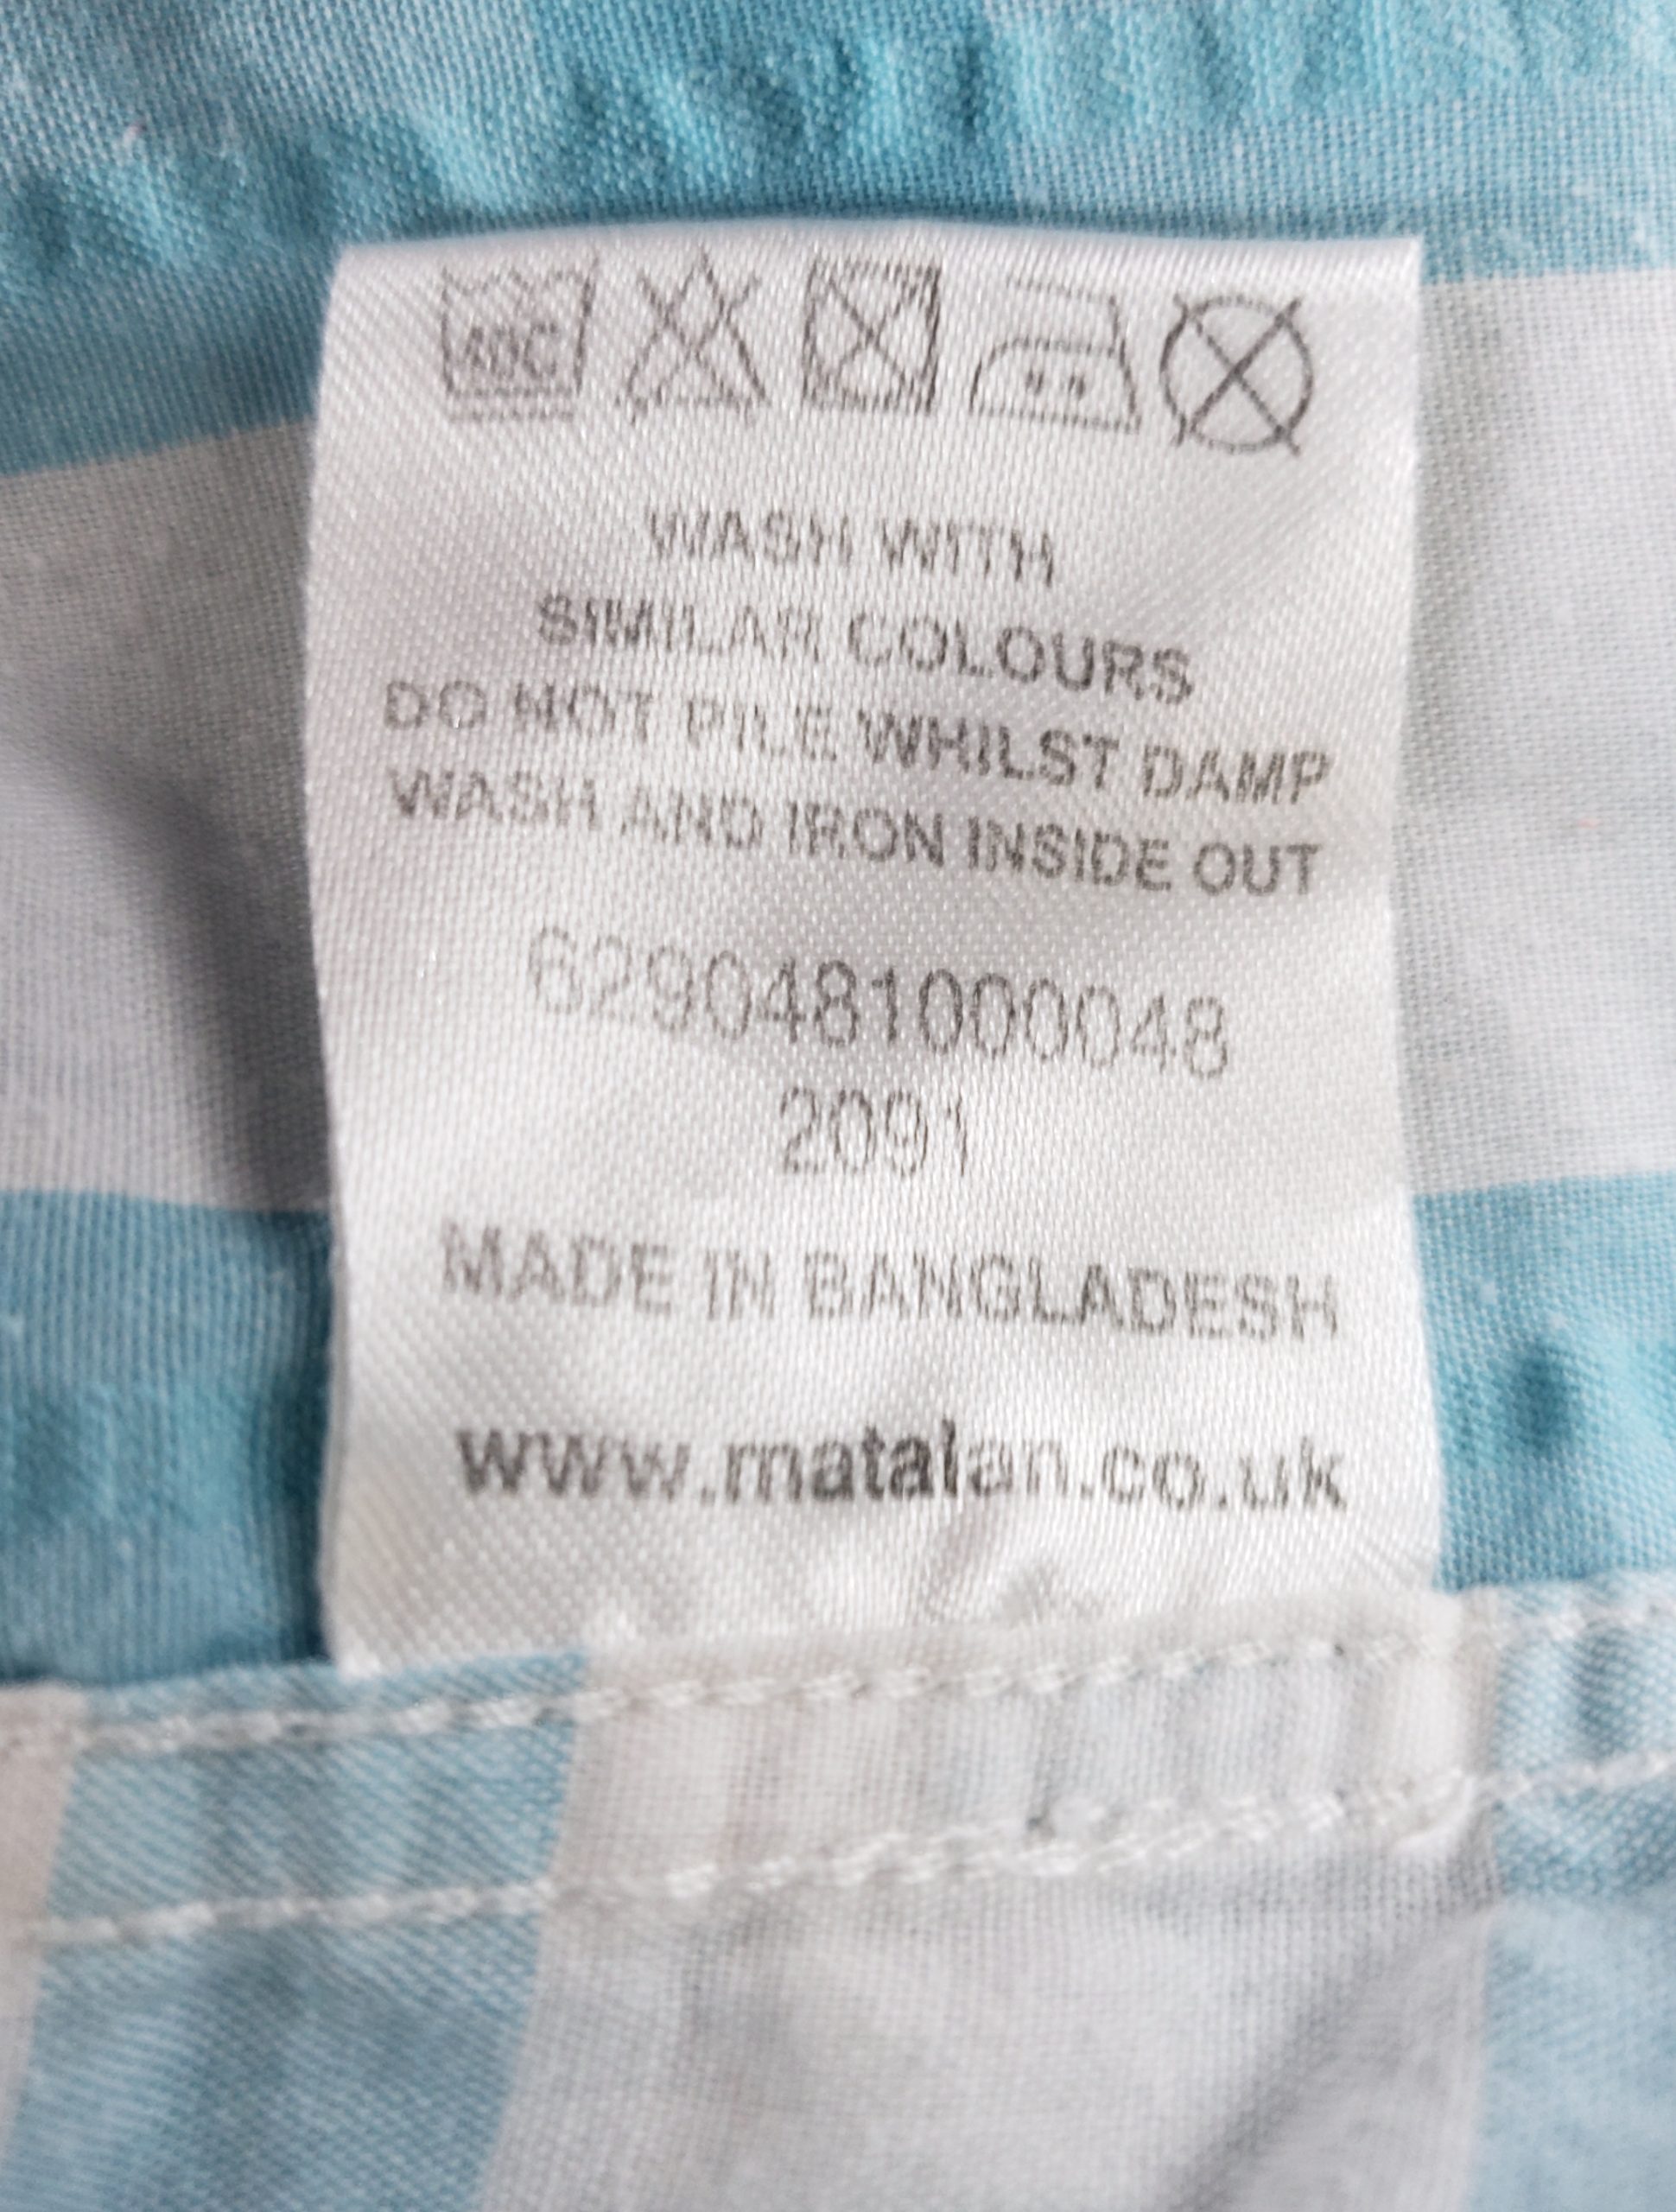 40C
WASH WITH
SIMILAR COLOURS
DO NOT PILE WHILST DAMP
WASH AND IRON INSIDE OUT
6290481000048
2091
MADE IN BANGLADESH
www.matalan.co.uk